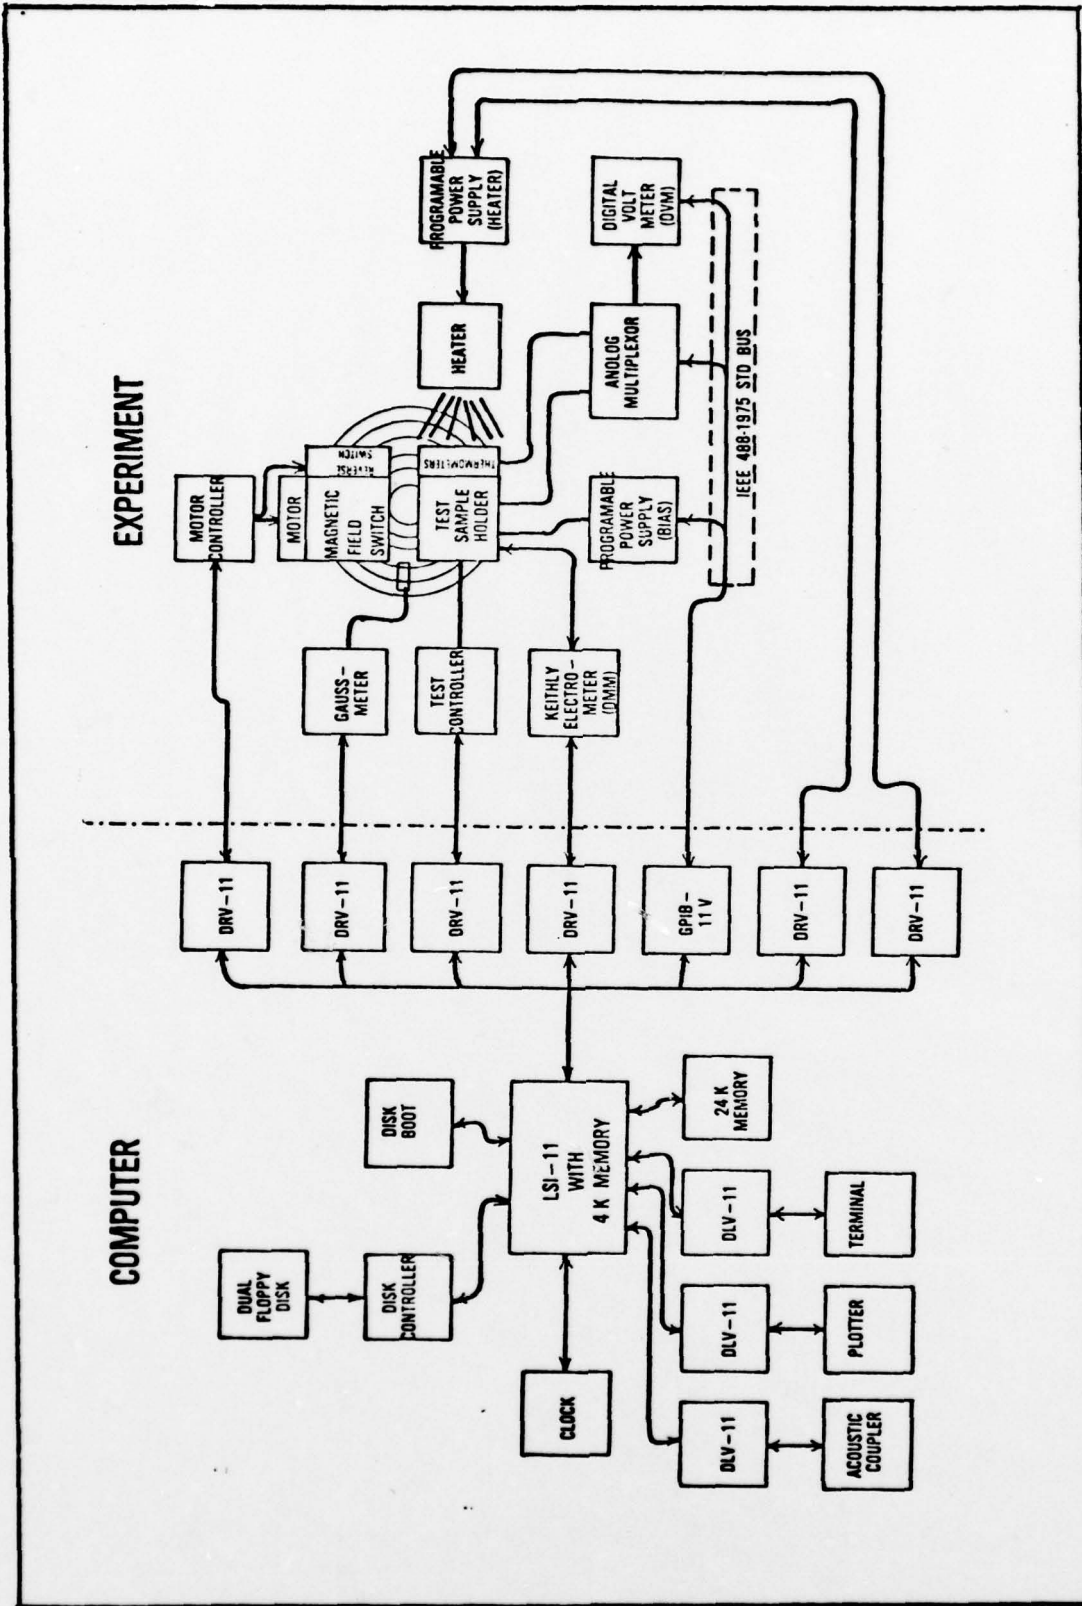 COMPUTER
EXPERIMENT
DUAL
FLOPPY
DISK
DISK
CONTROLLER
DISK
BOOT
CLOCK
LSI-11
WITH
4 K MEMORY
24 K
MEMORY
DLV-11
DLV-11
DLV-11
ACOUSTIC
COUPLER
PLOTTER
TERMINAL
DRV-11
DRV-11
DRV-11
DRV-11
GPIB-
11 V
DRV-11
DRV-11
MOTOR
CONTROLLER
MOTOR
MAGNETIC
FIELD
SWITCH
REVERSE
SWITCH
GAUSS-
METER
TEST
CONTROLLER
TEST
SAMPLE
HOLDER
THERMOMETERS
HEATER
PROGRAMABLE
POWER
SUPPLY
(HEATER)
KEITHLY
ELECTRO-
METER
(DMM)
PROGRAMABLE
POWER
SUPPLY
(BIAS)
ANOLOG
MULTIPLEXOR
DIGITAL
VOLT
METER
(DVM)
IEEE 488-1975 STD BUS